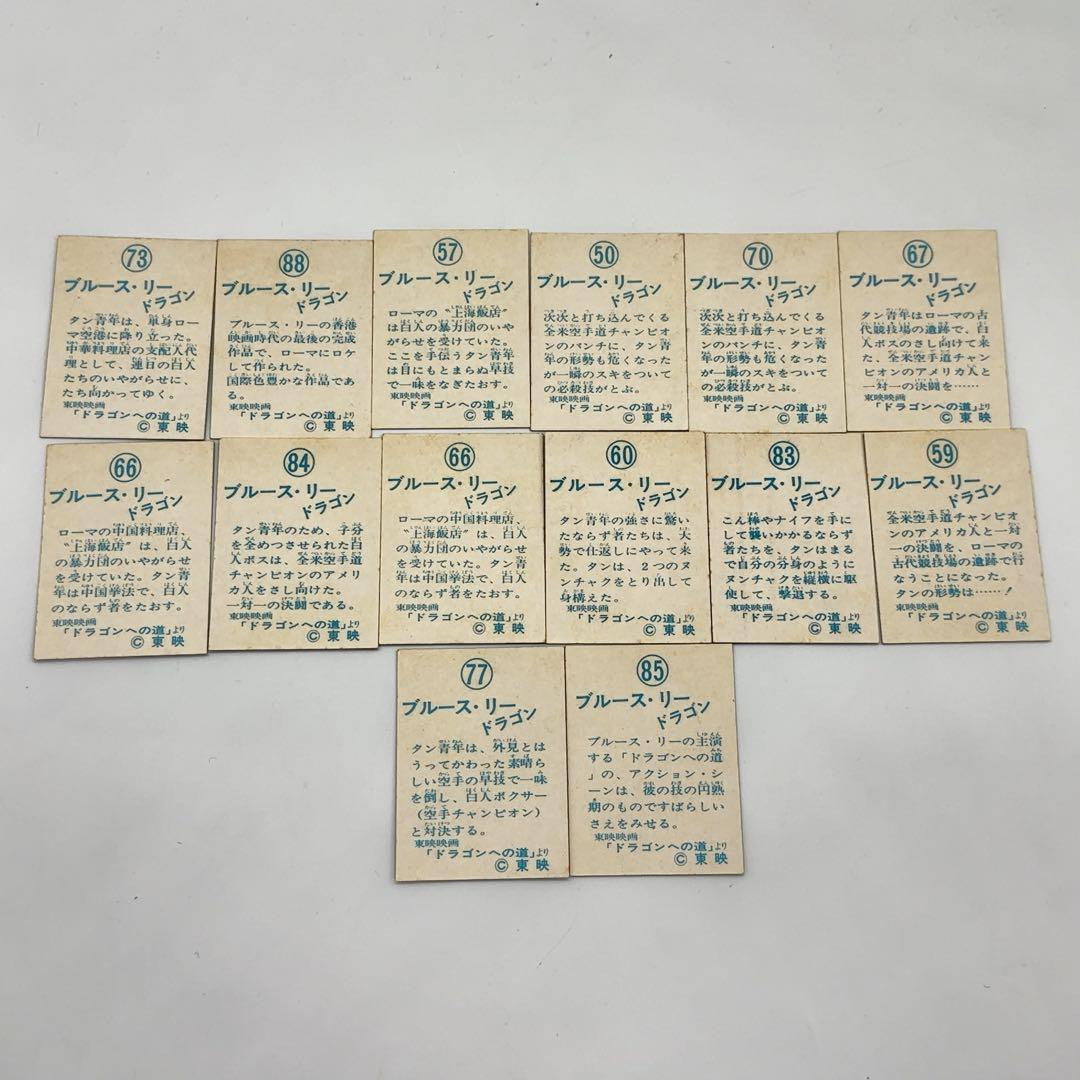 73
ブルース・リー
ドラゴン
タン青年は、単身ロー
マ空港に降り立った。
中華料理店の支配人代
理として、連日の白人
たちのいやがらせに、
たち向かってゆく。
東映映画
「ドラゴンへの道」より
©東映
88
ブルース・リー
ドラゴン
ブルース・リーの香港
映画時代の最後の完成
作品で、ローマにロケ
して作られた。
国際色豊かな作品であ
る。
東映映画
「ドラゴンへの道」より
©東映
57
ブルース・リー
ドラゴン
ローマの〝上海飯店〟
は白人の暴力団のいや
がらせを受けていた。
ここを手伝うタン青年
は目にもとまらぬ早技
で一味をなぎたおす。
東映映画
「ドラゴンへの道」より
©東映
50
ブルース・リー
ドラゴン
次次と打ち込んでくる
全米空手道チャンピオ
ンのパンチに、タン青
年の形勢も危くなった
が一瞬のスキをついて
の必殺技がとぶ。
東映映画
「ドラゴンへの道」より
©東映
70
ブルース・リー
ドラゴン
次次と打ち込んでくる
全米空手道チャンピオ
ンのパンチに、タン青
年の形勢も危くなった
が一瞬のスキをついて
の必殺技がとぶ。
東映映画
「ドラゴンへの道」より
©東映
67
ブルース・リー
ドラゴン
タン青年はローマの古
代競技場の遺跡で、白
人ボスのさし向けて来
た、全米空手道チャン
ピオンのアメリカ人と
一対一の決闘を……
東映映画
「ドラゴンへの道」より
©東映
66
ブルース・リー
ドラゴン
ローマの中国料理店、
〝上海飯店〟は、白人
の暴力団のいやがらせ
を受けていた。タン青
年は中国拳法で、白人
のならず者をたおす。
東映映画
「ドラゴンへの道」より
©東映
84
ブルース・リー
ドラゴン
タン青年のため、子分
を全めつさせられた白
人ボスは、全米空手道
チャンピオンのアメリ
カ人をさし向けた。
一対一の決闘である。
東映映画
「ドラゴンへの道」より
©東映
66
ブルース・リー
ドラゴン
ローマの中国料理店、
〝上海飯店〟は、白人
の暴力団のいやがらせ
を受けていた。タン青
年は中国拳法で、白人
のならず者をたおす。
東映映画
「ドラゴンへの道」より
©東映
60
ブルース・リー
ドラゴン
タン青年の強さに驚い
たならず者たちは、大
勢で仕返しにやって来
た。タンは、2つのヌン
チャクをとり出して
身構えた。
東映映画
「ドラゴンへの道」より
©東映
83
ブルース・リー
ドラゴン
こん棒やナイフを手に
して襲いかかるならず
者たちを、タンはまる
で自分の分身のように
ヌンチャクを縦横に駆
使して、撃退する。
東映映画
「ドラゴンへの道」より
©東映
59
ブルース・リー
ドラゴン
全米空手道チャンピオ
ンのアメリカ人と一対
一の決闘を、ローマの
古代競技場の遺跡で行
なうことになった。
タンの形勢は……！
東映映画
「ドラゴンへの道」より
©東映
77
ブルース・リー
ドラゴン
タン青年は、外見とは
うってかわった素晴ら
しい空手の早技で一味
を倒し、白人ボクサー
（空手チャンピオン）
と対決する。
東映映画
「ドラゴンへの道」より
©東映
85
ブルース・リー
ドラゴン
ブルース・リーの主演
する「ドラゴンへの道
」の、アクション・シ
ーンは、彼の技の円熟
期のものですばらしい
さえをみせる。
東映映画
「ドラゴンへの道」より
©東映